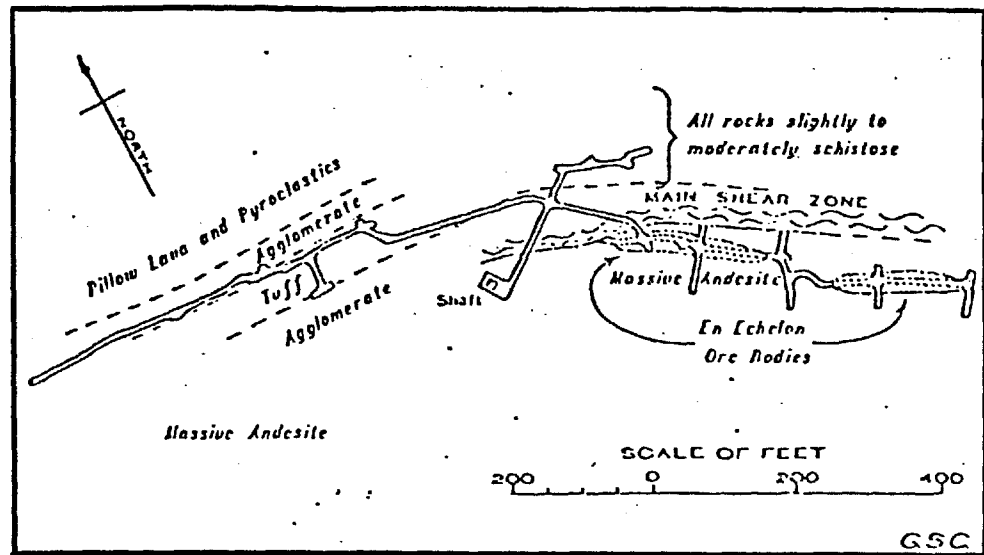 NORTH
All rocks slightly to
moderately schistose
Pillow Lava and Pyroclastics
Agglomerate
MAIN SHEAR ZONE
Tuff
Agglomerate
Shaft
Massive Andesite
En Echelon
Ore Bodies
Massive Andesite
SCALE OF FEET
200 0 200 400
GSC